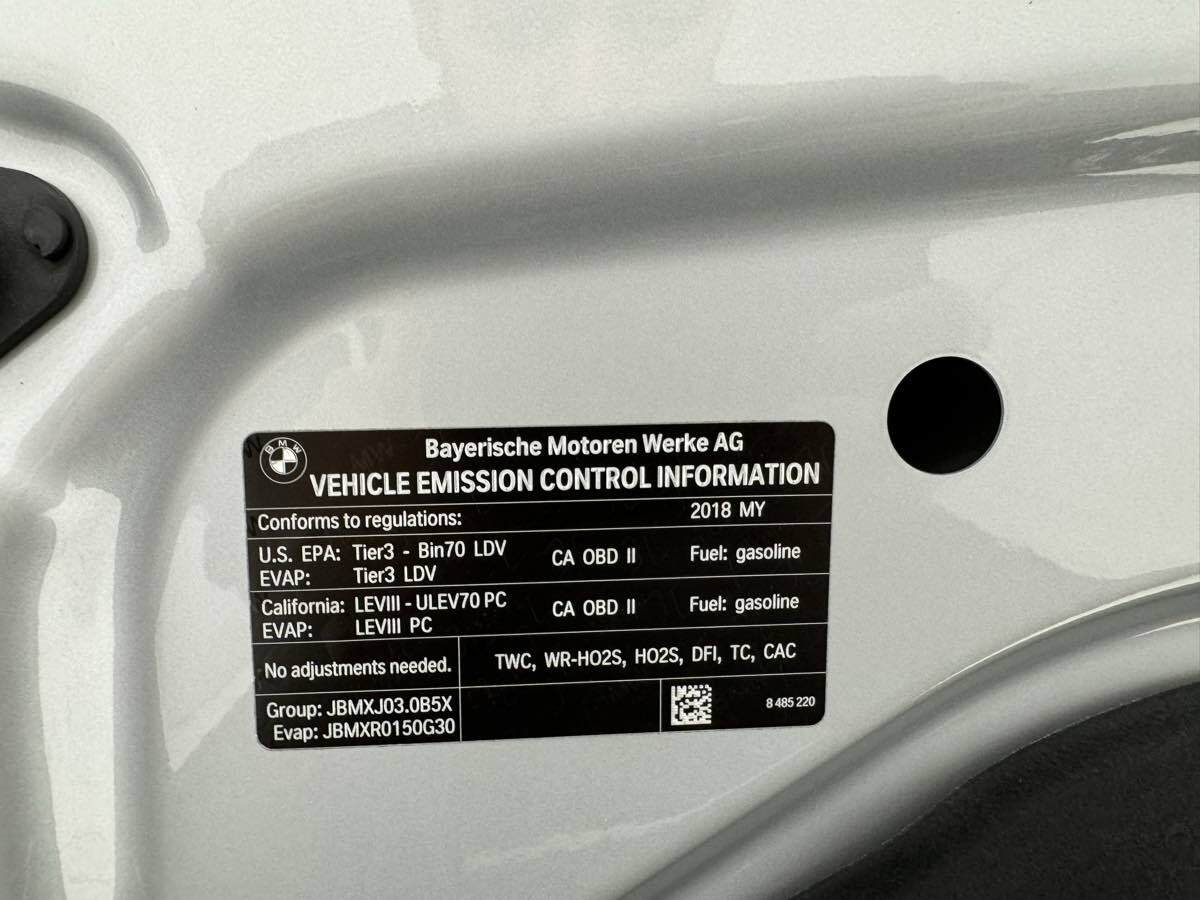 BMW
Bayerische Motoren Werke AG
VEHICLE EMISSION CONTROL INFORMATION
Conforms to regulations: 2018 MY
U.S. EPA: Tier3 - Bin70 LDV CA OBD II Fuel: gasoline
EVAP: Tier3 LDV
California: LEVIII - ULEV70 PC CA OBD II Fuel: gasoline
EVAP: LEVIII PC
No adjustments needed. TWC, WR-HO2S, HO2S, DFI, TC, CAC
Group: JBMXJ03.0B5X
Evap: JBMXR0150G30
8 485 220